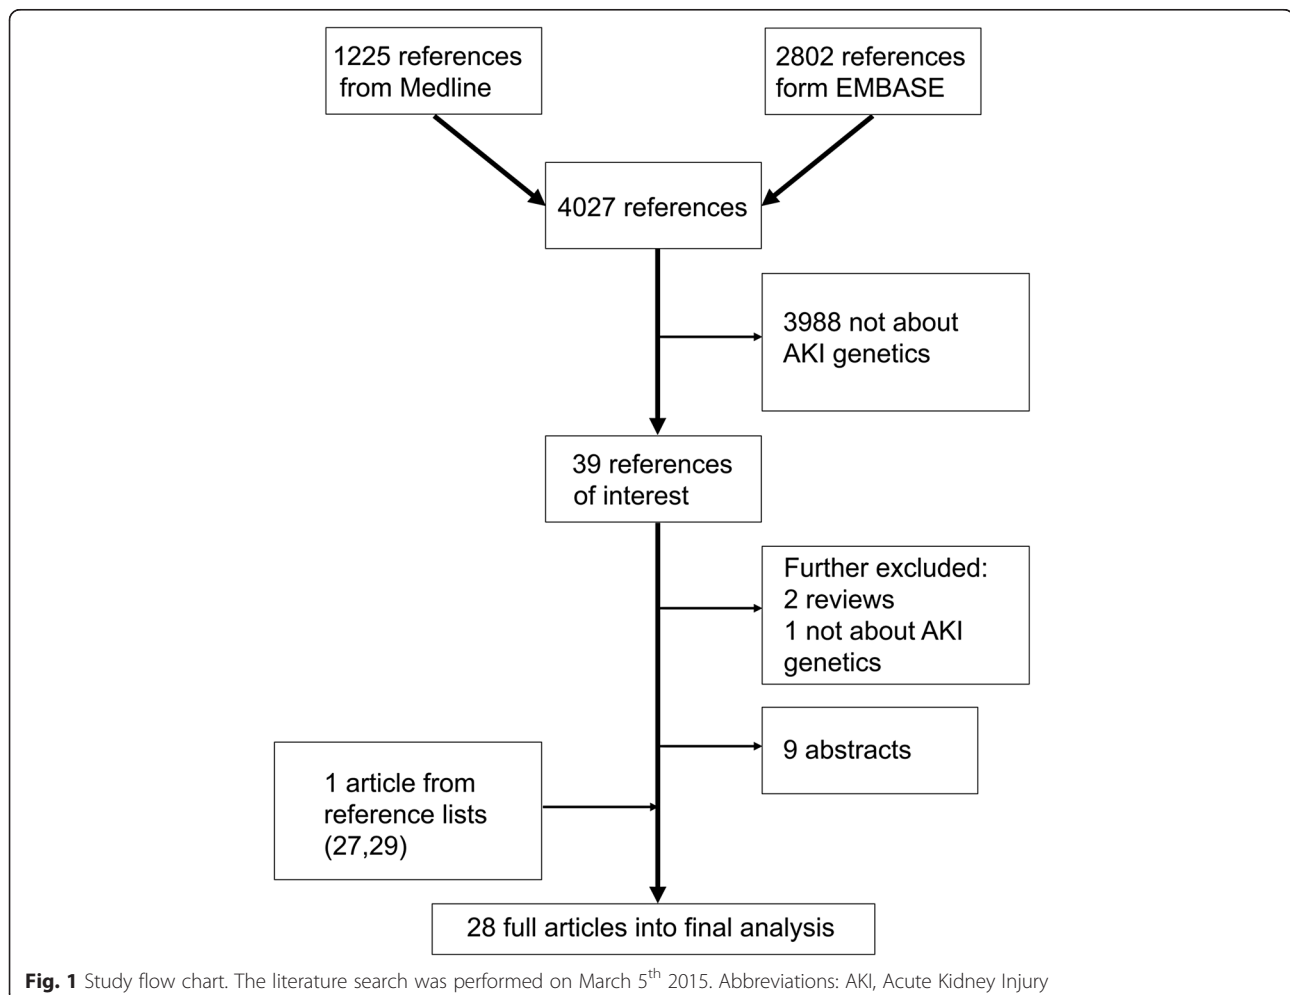 1225 references
from Medline
2802 references
form EMBASE
4027 references
3988 not about
AKI genetics
39 references
of interest
Further excluded:
2 reviews
1 not about AKI
genetics
9 abstracts
1 article from
reference lists
(27,29)
28 full articles into final analysis
Fig. 1 Study flow chart. The literature search was performed on March 5th 2015. Abbreviations: AKI, Acute Kidney Injury